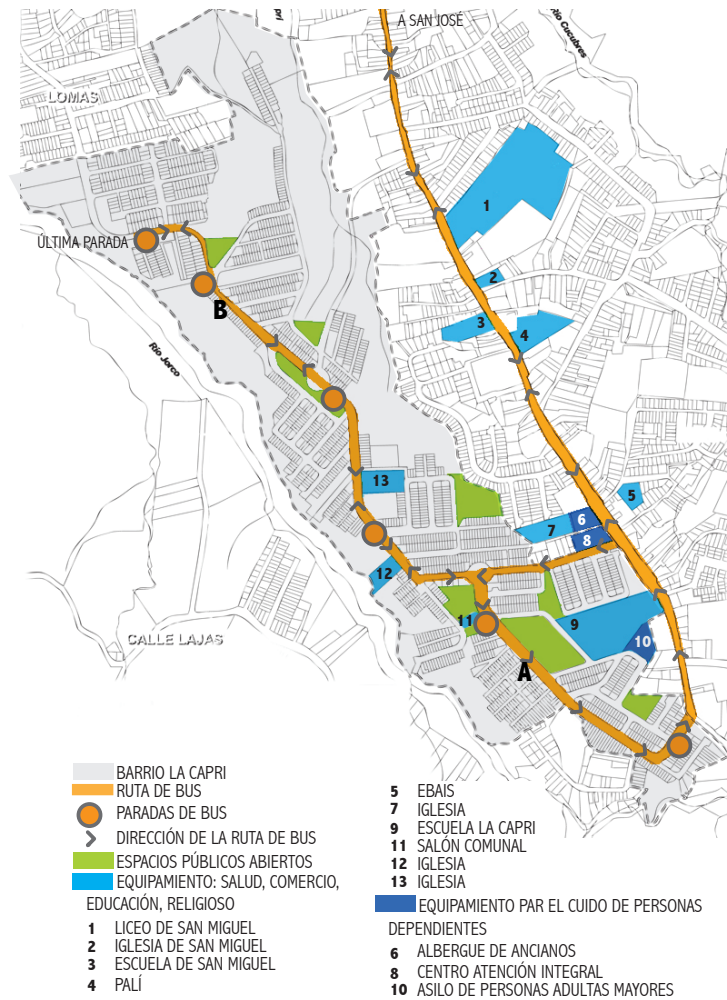 A SAN JOSÉ
Río Cucubres
LOMAS
1
ÚLTIMA PARADA
2
B
3
4
Río Jorco
13
5
6
7
8
12
11
9
10
CALLE LAJAS
A
BARRIO LA CAPRI
RUTA DE BUS
PARADAS DE BUS
DIRECCIÓN DE LA RUTA DE BUS
ESPACIOS PÚBLICOS ABIERTOS
EQUIPAMIENTO: SALUD, COMERCIO,
EDUCACIÓN, RELIGIOSO
1 LICEO DE SAN MIGUEL
2 IGLESIA DE SAN MIGUEL
3 ESCUELA DE SAN MIGUEL
4 PALÍ
5 EBAIS
7 IGLESIA
9 ESCUELA LA CAPRI
11 SALÓN COMUNAL
12 IGLESIA
13 IGLESIA
EQUIPAMIENTO PAR EL CUIDO DE PERSONAS
DEPENDIENTES
6 ALBERGUE DE ANCIANOS
8 CENTRO ATENCIÓN INTEGRAL
10 ASILO DE PERSONAS ADULTAS MAYORES